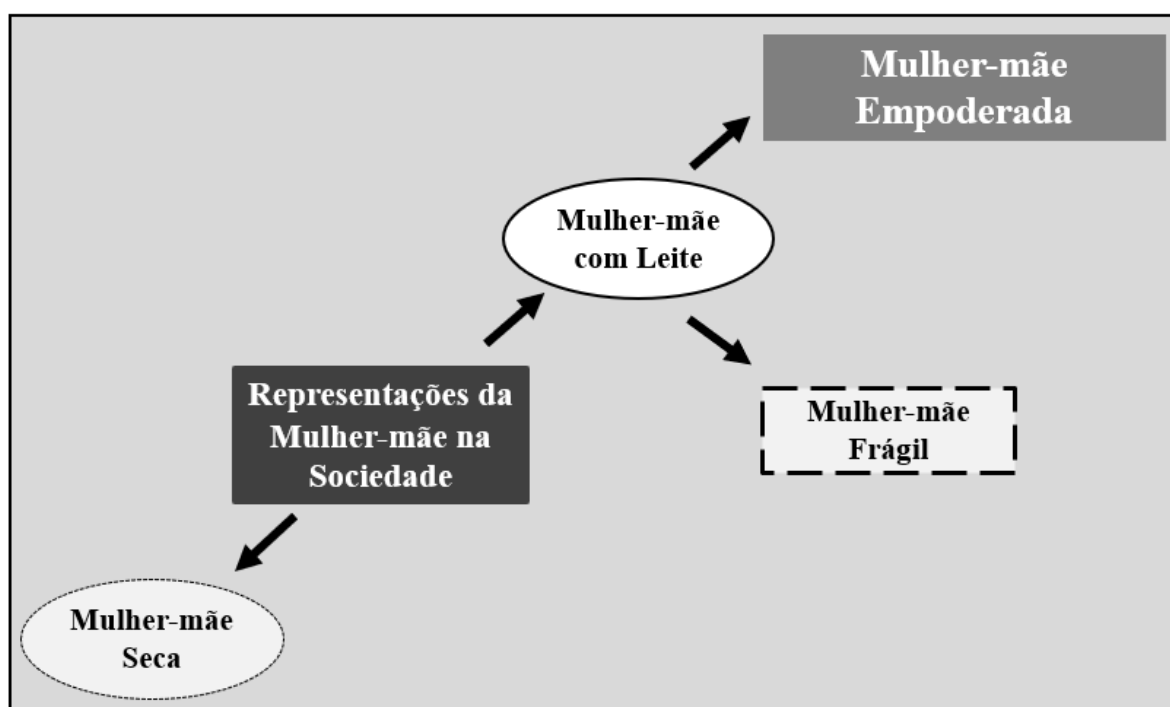 Mulher-mãe
Empoderada
Mulher-mãe
com Leite
Representações da
Mulher-mãe na
Sociedade
Mulher-mãe
Frágil
Mulher-mãe
Seca